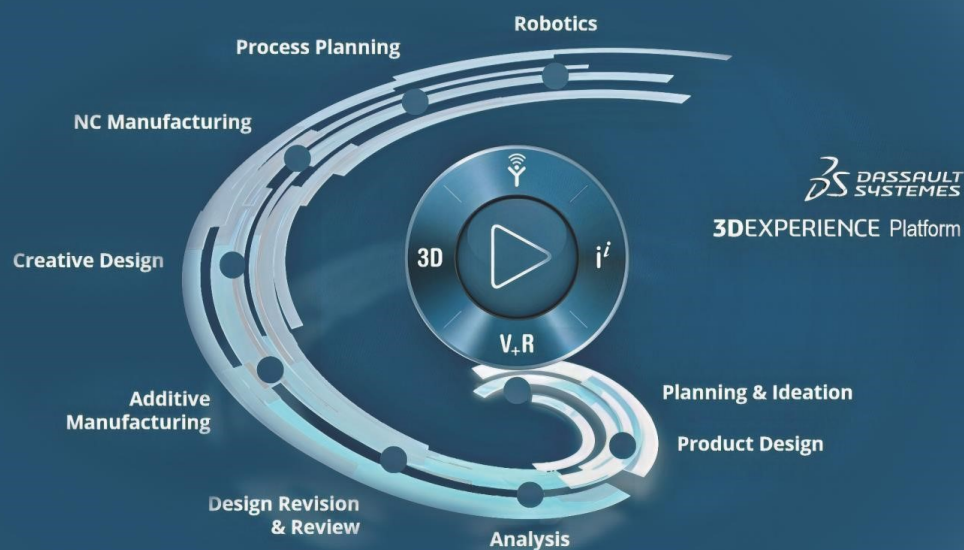 Robotics
Process Planning
NC Manufacturing
DASSAULT
SYSTEMES
3DEXPERIENCE Platform
Creative Design
3D
iⁱ
V+R
Additive
Manufacturing
Planning & Ideation
Product Design
Design Revision
& Review
Analysis